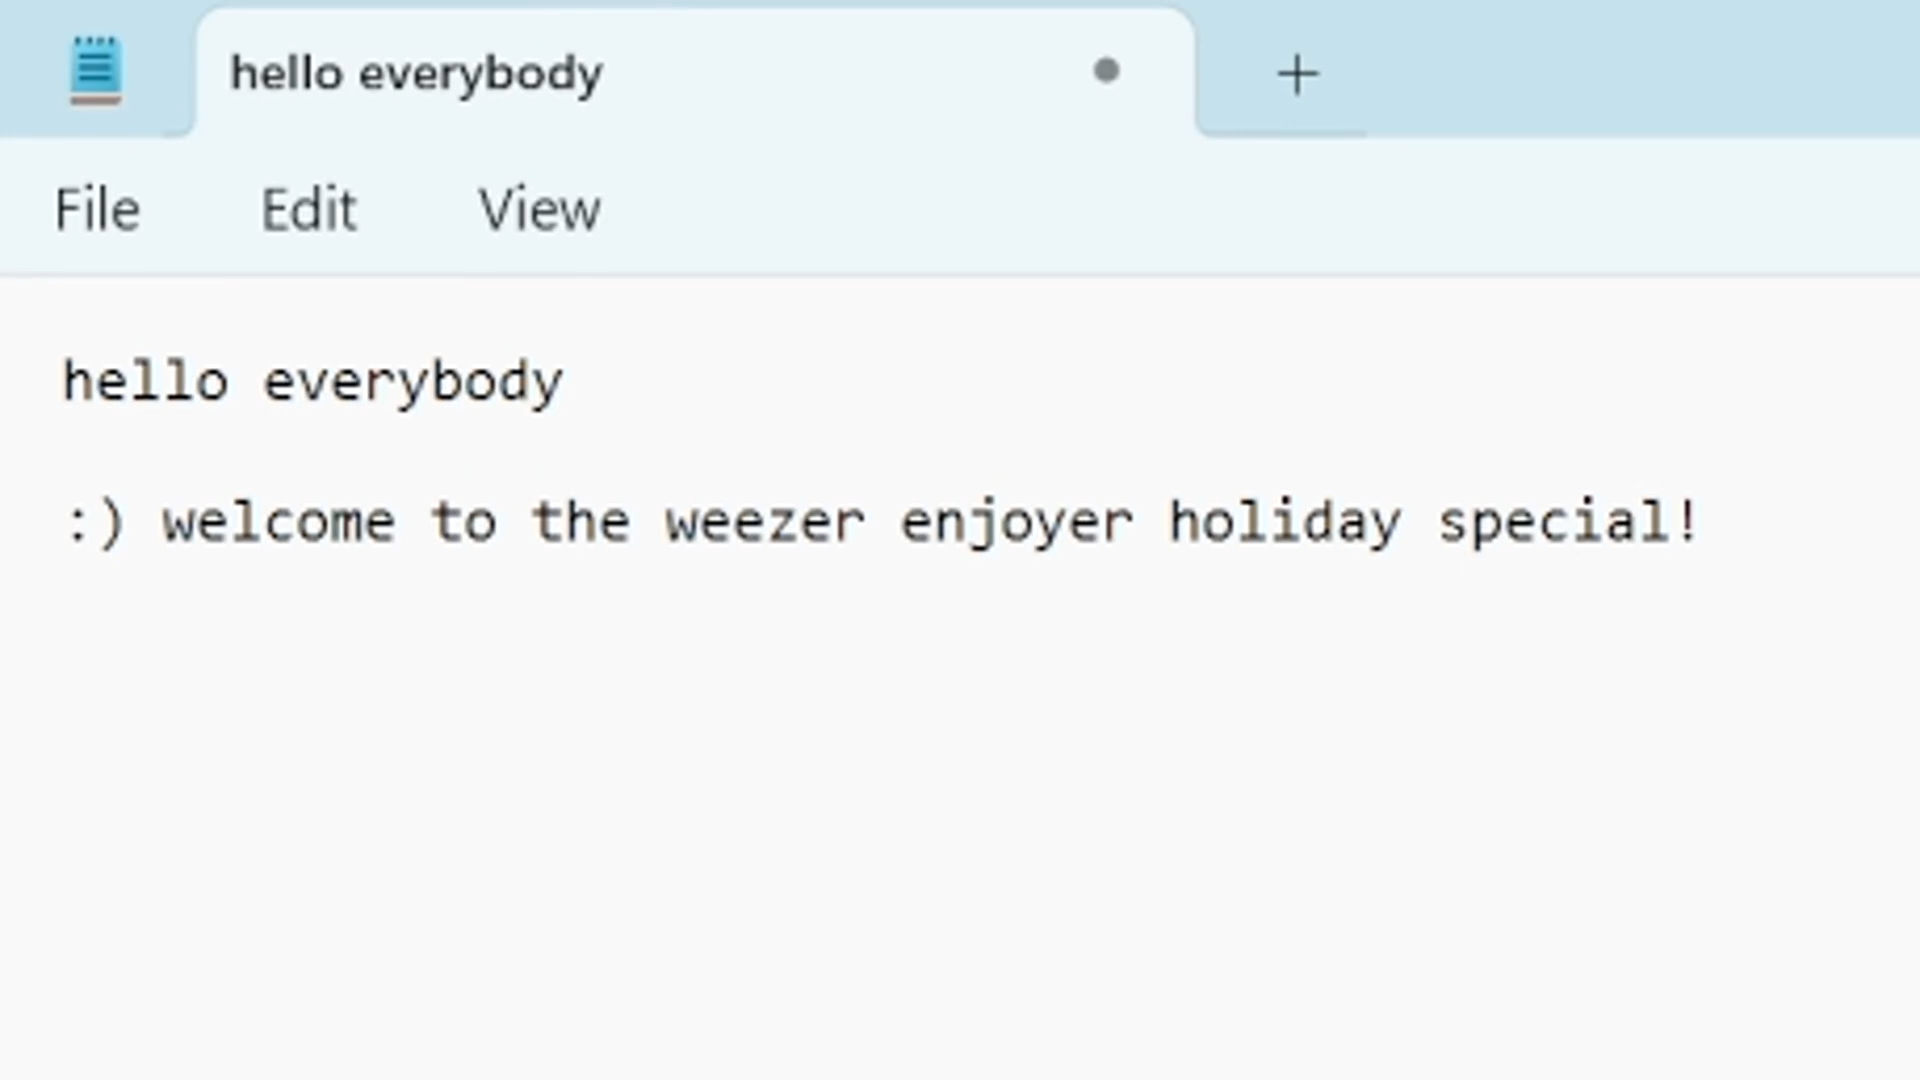 hello everybody
+
File Edit View
hello everybody
:) welcome to the weezer enjoyer holiday special!